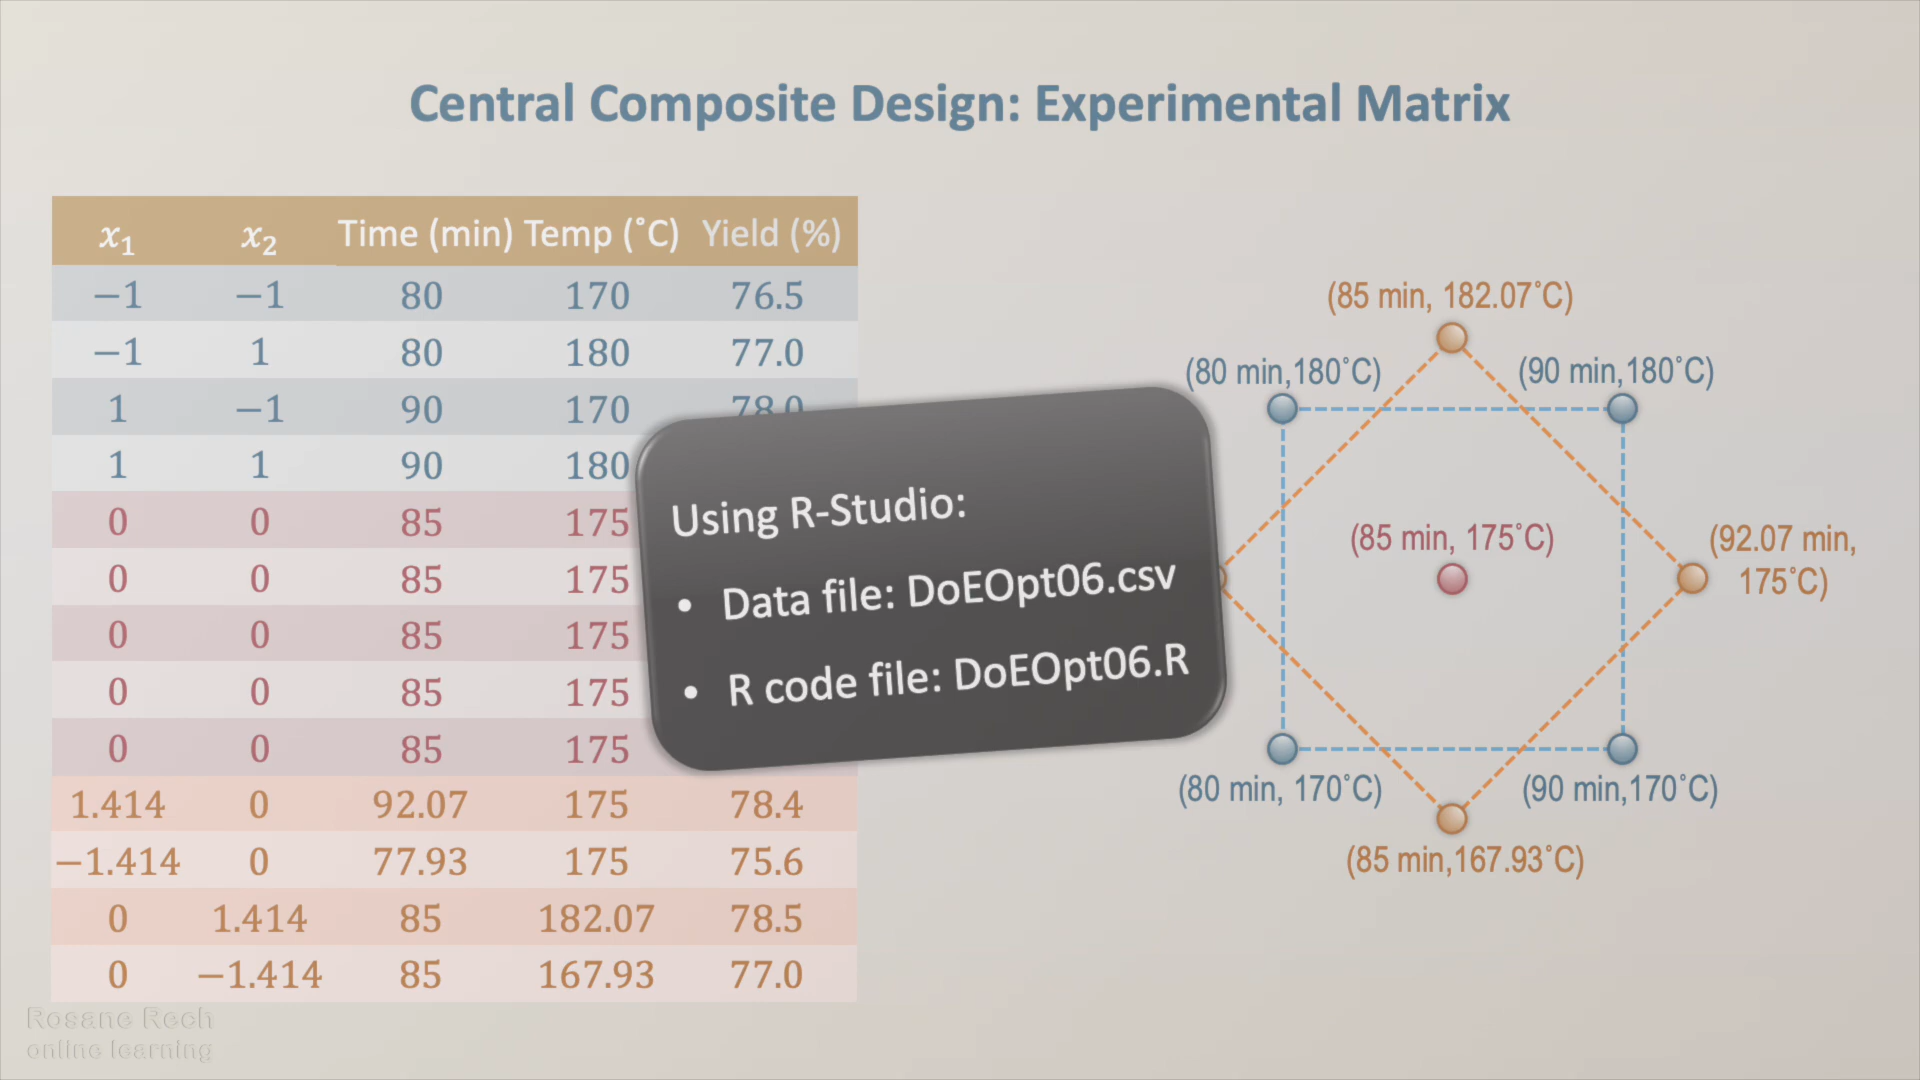 Central Composite Design: Experimental Matrix
x₁ x₂ Time (min) Temp (˚C) Yield (%)
−1 −1 80 170 76.5
−1 1 80 180 77.0
1 −1 90 170 78.0
1 1 90 180
0 0 85 175
0 0 85 175
0 0 85 175
0 0 85 175
0 0 85 175
1.414 0 92.07 175 78.4
−1.414 0 77.93 175 75.6
0 1.414 85 182.07 78.5
0 −1.414 85 167.93 77.0
Using R-Studio:
• Data file: DoEOpt06.csv
• R code file: DoEOpt06.R
(85 min, 182.07˚C)
(80 min,180˚C)
(90 min,180˚C)
(85 min, 175˚C)
(92.07 min,
175˚C)
(80 min, 170˚C)
(90 min,170˚C)
(85 min,167.93˚C)
Rosane Rech
online learning